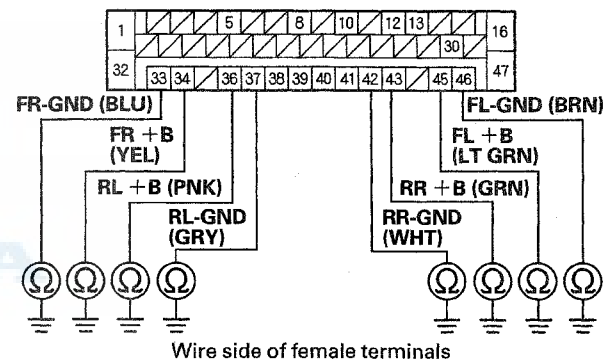 1 5 8 10 12 13 16
30
32 33 34 36 37 38 39 40 41 42 43 45 46 47
FR-GND (BLU) FL-GND (BRN)
FR +B
(YEL)
FL +B
(LT GRN)
RL +B (PNK) RR +B (GRN)
RL-GND
(GRY)
RR-GND
(WHT)
Ω Ω Ω Ω Ω Ω Ω Ω
Wire side of female terminals